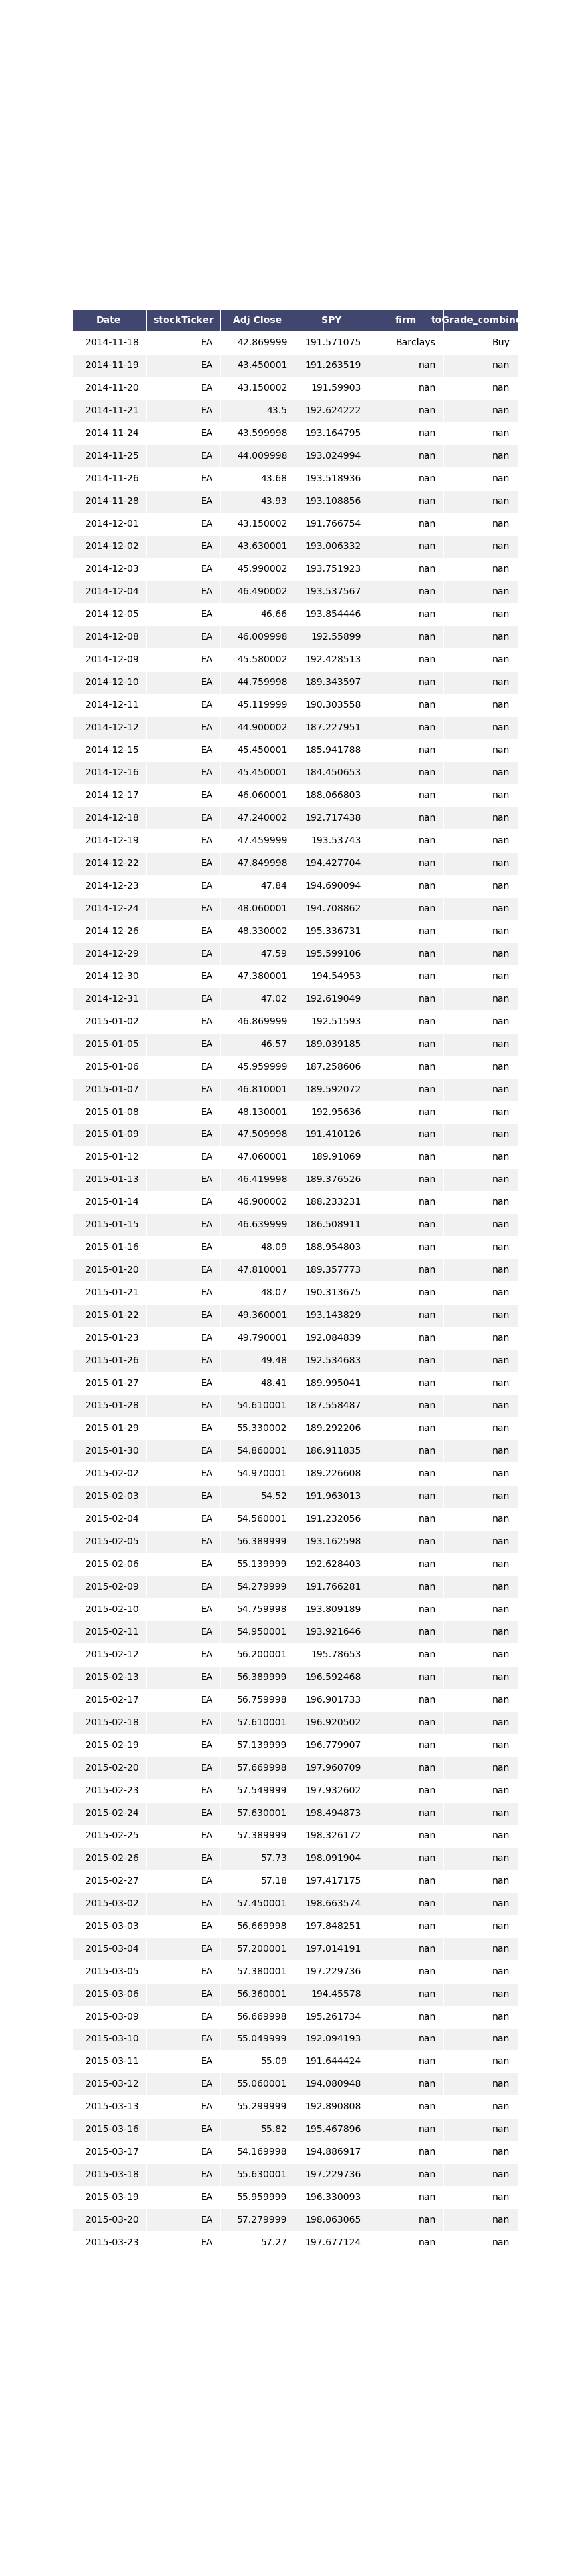 Date stockTicker Adj Close SPY firm toGrade_combine
2014-11-18 EA 42.869999 191.571075 Barclays Buy
2014-11-19 EA 43.450001 191.263519 nan nan
2014-11-20 EA 43.150002 191.59903 nan nan
2014-11-21 EA 43.5 192.624222 nan nan
2014-11-24 EA 43.599998 193.164795 nan nan
2014-11-25 EA 44.009998 193.024994 nan nan
2014-11-26 EA 43.68 193.518936 nan nan
2014-11-28 EA 43.93 193.108856 nan nan
2014-12-01 EA 43.150002 191.766754 nan nan
2014-12-02 EA 43.630001 193.006332 nan nan
2014-12-03 EA 45.990002 193.751923 nan nan
2014-12-04 EA 46.490002 193.537567 nan nan
2014-12-05 EA 46.66 193.854446 nan nan
2014-12-08 EA 46.009998 192.55899 nan nan
2014-12-09 EA 45.580002 192.428513 nan nan
2014-12-10 EA 44.759998 189.343597 nan nan
2014-12-11 EA 45.119999 190.303558 nan nan
2014-12-12 EA 44.900002 187.227951 nan nan
2014-12-15 EA 45.450001 185.941788 nan nan
2014-12-16 EA 45.450001 184.450653 nan nan
2014-12-17 EA 46.060001 188.066803 nan nan
2014-12-18 EA 47.240002 192.717438 nan nan
2014-12-19 EA 47.459999 193.53743 nan nan
2014-12-22 EA 47.849998 194.427704 nan nan
2014-12-23 EA 47.84 194.690094 nan nan
2014-12-24 EA 48.060001 194.708862 nan nan
2014-12-26 EA 48.330002 195.336731 nan nan
2014-12-29 EA 47.59 195.599106 nan nan
2014-12-30 EA 47.380001 194.54953 nan nan
2014-12-31 EA 47.02 192.619049 nan nan
2015-01-02 EA 46.869999 192.51593 nan nan
2015-01-05 EA 46.57 189.039185 nan nan
2015-01-06 EA 45.959999 187.258606 nan nan
2015-01-07 EA 46.810001 189.592072 nan nan
2015-01-08 EA 48.130001 192.95636 nan nan
2015-01-09 EA 47.509998 191.410126 nan nan
2015-01-12 EA 47.060001 189.91069 nan nan
2015-01-13 EA 46.419998 189.376526 nan nan
2015-01-14 EA 46.900002 188.233231 nan nan
2015-01-15 EA 46.639999 186.508911 nan nan
2015-01-16 EA 48.09 188.954803 nan nan
2015-01-20 EA 47.810001 189.357773 nan nan
2015-01-21 EA 48.07 190.313675 nan nan
2015-01-22 EA 49.360001 193.143829 nan nan
2015-01-23 EA 49.790001 192.084839 nan nan
2015-01-26 EA 49.48 192.534683 nan nan
2015-01-27 EA 48.41 189.995041 nan nan
2015-01-28 EA 54.610001 187.558487 nan nan
2015-01-29 EA 55.330002 189.292206 nan nan
2015-01-30 EA 54.860001 186.911835 nan nan
2015-02-02 EA 54.970001 189.226608 nan nan
2015-02-03 EA 54.52 191.963013 nan nan
2015-02-04 EA 54.560001 191.232056 nan nan
2015-02-05 EA 56.389999 193.162598 nan nan
2015-02-06 EA 55.139999 192.628403 nan nan
2015-02-09 EA 54.279999 191.766281 nan nan
2015-02-10 EA 54.759998 193.809189 nan nan
2015-02-11 EA 54.950001 193.921646 nan nan
2015-02-12 EA 56.200001 195.78653 nan nan
2015-02-13 EA 56.389999 196.592468 nan nan
2015-02-17 EA 56.759998 196.901733 nan nan
2015-02-18 EA 57.610001 196.920502 nan nan
2015-02-19 EA 57.139999 196.779907 nan nan
2015-02-20 EA 57.669998 197.960709 nan nan
2015-02-23 EA 57.549999 197.932602 nan nan
2015-02-24 EA 57.630001 198.494873 nan nan
2015-02-25 EA 57.389999 198.326172 nan nan
2015-02-26 EA 57.73 198.091904 nan nan
2015-02-27 EA 57.18 197.417175 nan nan
2015-03-02 EA 57.450001 198.663574 nan nan
2015-03-03 EA 56.669998 197.848251 nan nan
2015-03-04 EA 57.200001 197.014191 nan nan
2015-03-05 EA 57.380001 197.229736 nan nan
2015-03-06 EA 56.360001 194.45578 nan nan
2015-03-09 EA 56.669998 195.261734 nan nan
2015-03-10 EA 55.049999 192.094193 nan nan
2015-03-11 EA 55.09 191.644424 nan nan
2015-03-12 EA 55.060001 194.080948 nan nan
2015-03-13 EA 55.299999 192.890808 nan nan
2015-03-16 EA 55.82 195.467896 nan nan
2015-03-17 EA 54.169998 194.886917 nan nan
2015-03-18 EA 55.630001 197.229736 nan nan
2015-03-19 EA 55.959999 196.330093 nan nan
2015-03-20 EA 57.279999 198.063065 nan nan
2015-03-23 EA 57.27 197.677124 nan nan